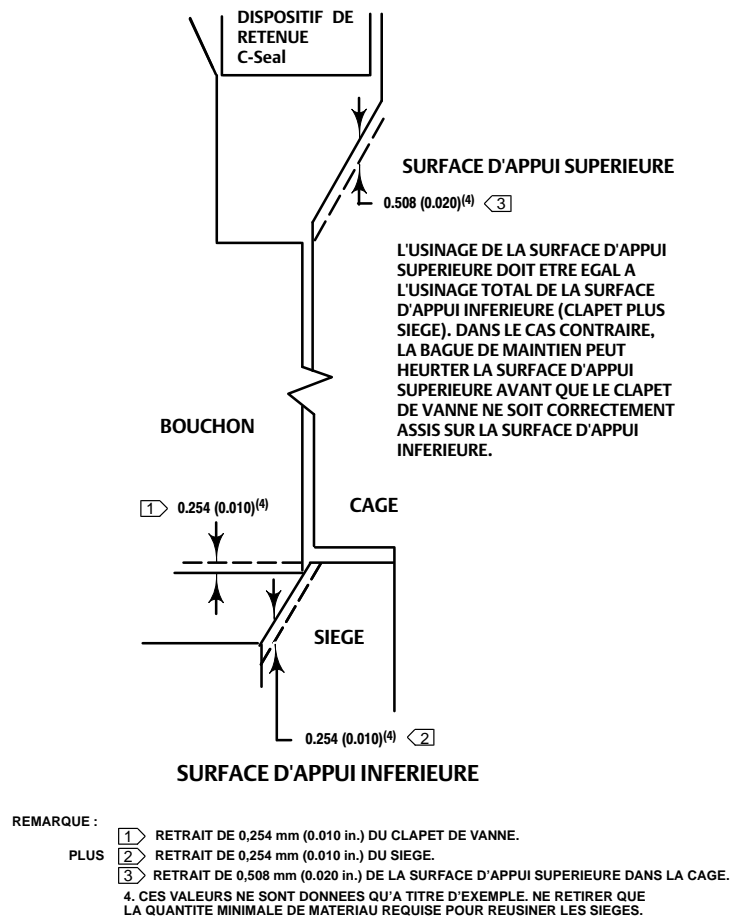 DISPOSITIF DE
RETENUE
C-Seal
SURFACE D'APPUI SUPERIEURE
0.508 (0.020)(4) 3
L'USINAGE DE LA SURFACE D'APPUI
SUPERIEURE DOIT ETRE EGAL A
L'USINAGE TOTAL DE LA SURFACE
D'APPUI INFERIEURE (CLAPET PLUS
SIEGE). DANS LE CAS CONTRAIRE,
LA BAGUE DE MAINTIEN PEUT
HEURTER LA SURFACE D'APPUI
SUPERIEURE AVANT QUE LE CLAPET
DE VANNE NE SOIT CORRECTEMENT
ASSIS SUR LA SURFACE D'APPUI
INFERIEURE.
BOUCHON
1 0.254 (0.010)(4)
CAGE
SIEGE
0.254 (0.010)(4) 2
SURFACE D'APPUI INFERIEURE
REMARQUE :
1 RETRAIT DE 0,254 mm (0.010 in.) DU CLAPET DE VANNE.
PLUS 2 RETRAIT DE 0,254 mm (0.010 in.) DU SIEGE.
3 RETRAIT DE 0,508 mm (0.020 in.) DE LA SURFACE D'APPUI SUPERIEURE DANS LA CAGE.
4. CES VALEURS NE SONT DONNEES QU'A TITRE D'EXEMPLE. NE RETIRER QUE
LA QUANTITE MINIMALE DE MATERIAU REQUISE POUR REUSINER LES SIEGES.